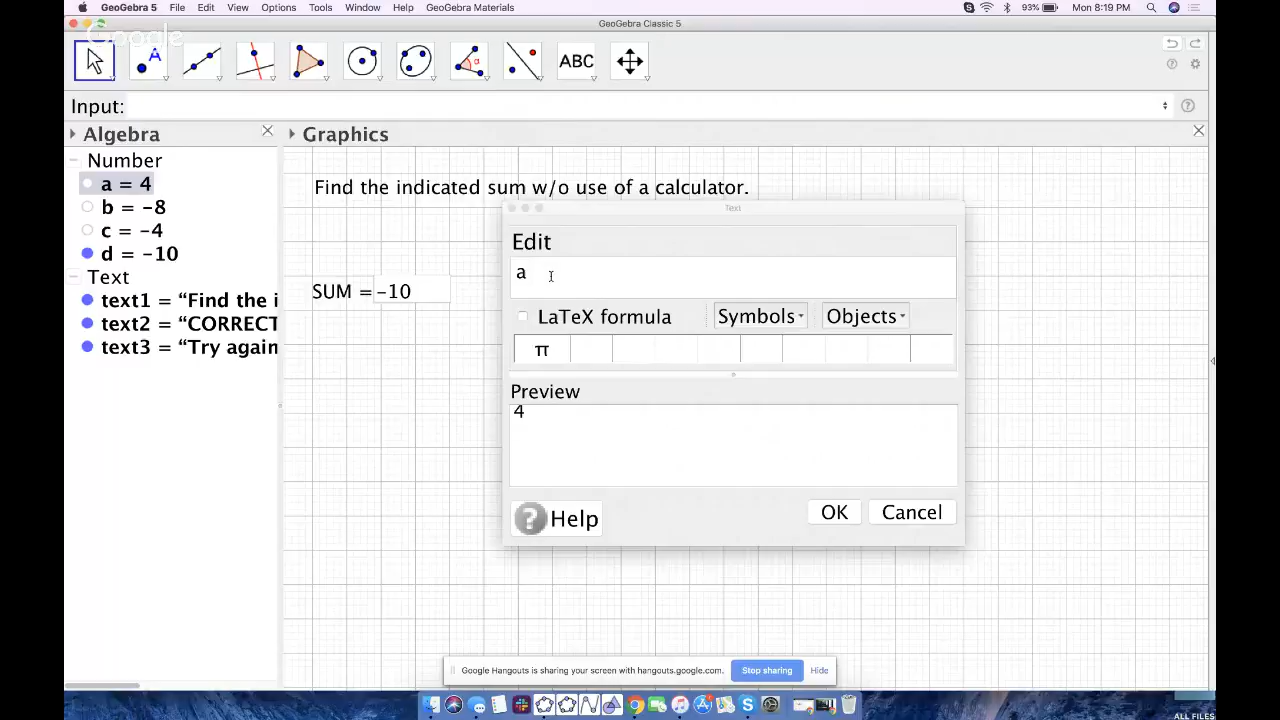 GeoGebra 5 File Edit View Options Tools Window Help GeoGebra Materials 93% Mon 8:19 PM
GeoGebra Classic 5
Google
A
α
ABC
Input:
Algebra
Graphics
Number
a = 4
b = –8
c = –4
d = –10
Text
text1 = “Find the i
text2 = “CORRECT
text3 = “Try again
Find the indicated sum w/o use of a calculator.
SUM = –10
Text
Edit
a
LaTeX formula Symbols Objects
π
Preview
4
? Help OK Cancel
Google Hangouts is sharing your screen with hangouts.google.com. Stop sharing Hide
ALL FILES